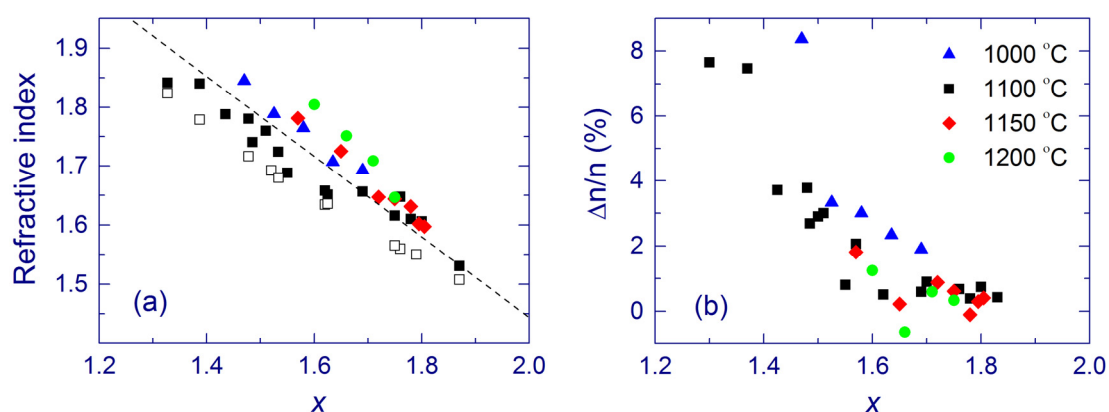 Refractive index
1.9
1.8
1.7
1.6
1.5
(a)
1.2 1.4 1.6 1.8 2.0
x
Δn/n (%)
8
6
4
2
0
1000 °C
1100 °C
1150 °C
1200 °C
(b)
1.2 1.4 1.6 1.8 2.0
x